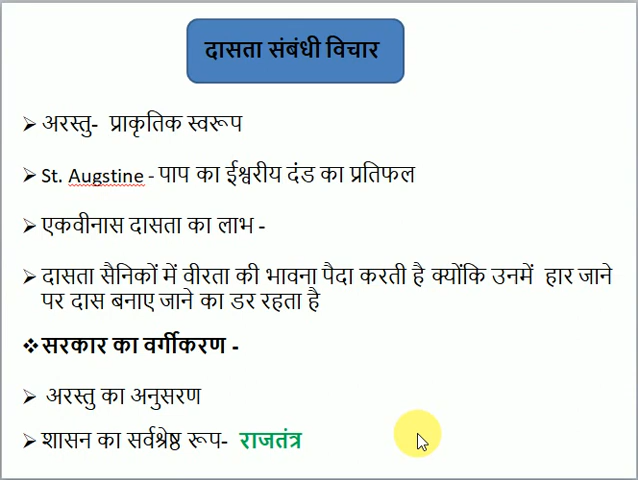 दासता संबंधी विचार
➢ अरस्तु- प्राकृतिक स्वरूप
➢ St. Augstine - पाप का ईश्वरीय दंड का प्रतिफल
➢ एकवीनास दासता का लाभ -
➢ दासता सैनिकों में वीरता की भावना पैदा करती है क्योंकि उनमें हार जाने
पर दास बनाए जाने का डर रहता है
❖ सरकार का वर्गीकरण -
➢ अरस्तु का अनुसरण
➢ शासन का सर्वश्रेष्ठ रूप- राजतंत्र